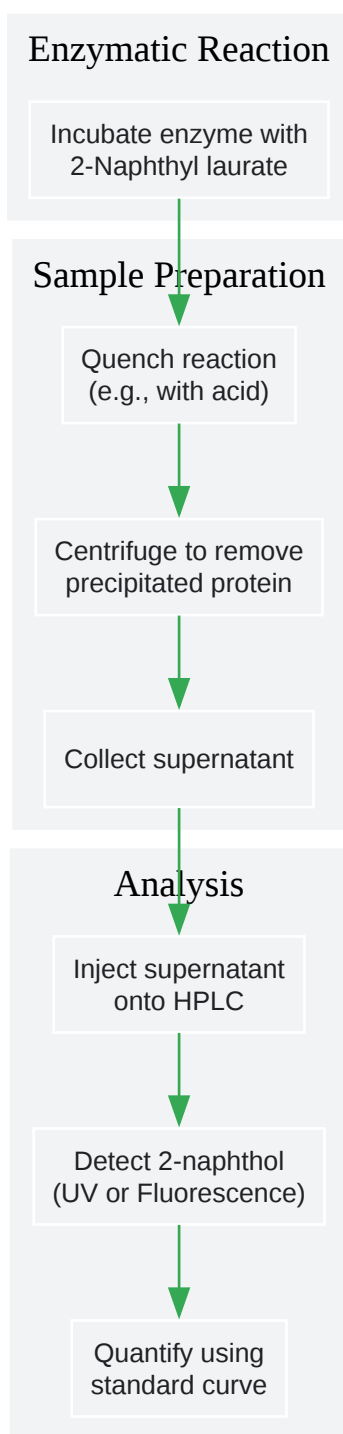 Enzymatic Reaction
Incubate enzyme with
2-Naphthyl laurate
Sample Preparation
Quench reaction
(e.g., with acid)
Centrifuge to remove
precipitated protein
Collect supernatant
Analysis
Inject supernatant
onto HPLC
Detect 2-naphthol
(UV or Fluorescence)
Quantify using
standard curve